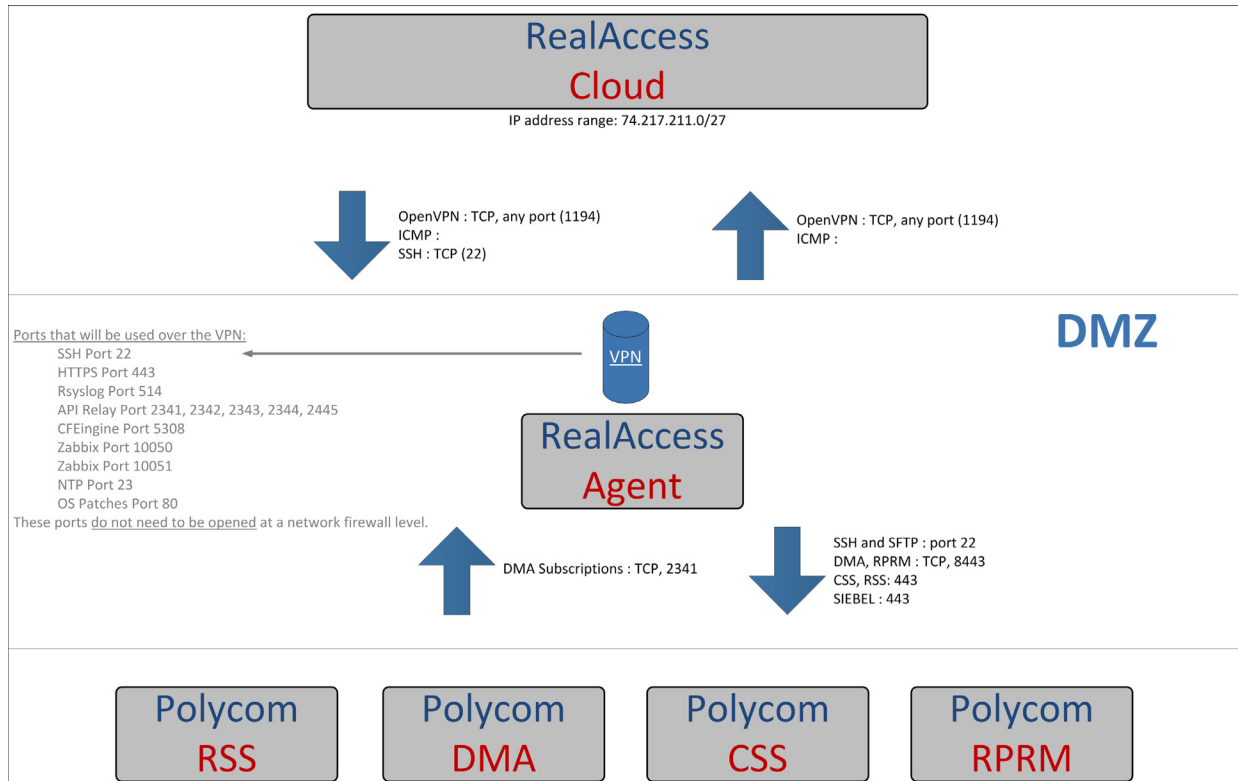 RealAccess
Cloud
IP address range: 74.217.211.0/27
OpenVPN : TCP, any port (1194)
ICMP :
SSH : TCP (22)
OpenVPN : TCP, any port (1194)
ICMP :
DMZ
Ports that will be used over the VPN:
SSH Port 22
HTTPS Port 443
Rsyslog Port 514
API Relay Port 2341, 2342, 2343, 2344, 2445
CFEingine Port 5308
Zabbix Port 10050
Zabbix Port 10051
NTP Port 23
OS Patches Port 80
These ports do not need to be opened at a network firewall level.
VPN
RealAccess
Agent
DMA Subscriptions : TCP, 2341
SSH and SFTP : port 22
DMA, RPRM : TCP, 8443
CSS, RSS: 443
SIEBEL : 443
Polycom
RSS
Polycom
DMA
Polycom
CSS
Polycom
RPRM